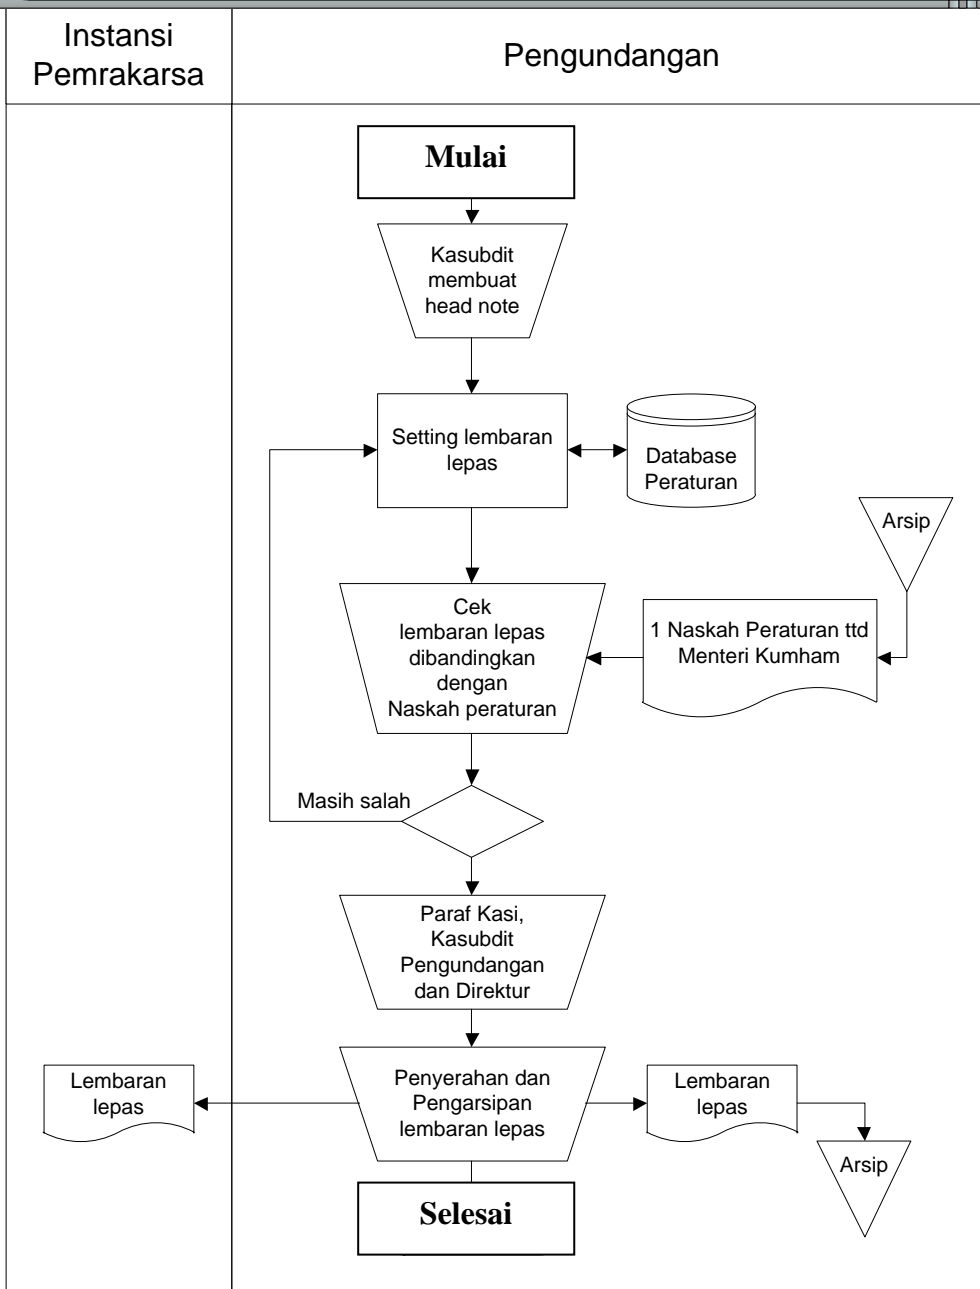 Instansi
Pemrakarsa
Pengundangan
Mulai
Kasubdit
membuat
head note
Setting lembaran
lepas
Database
Peraturan
Arsip
Cek
lembaran lepas
dibandingkan
dengan
Naskah peraturan
1 Naskah Peraturan ttd
Menteri Kumham
Masih salah
Paraf Kasi,
Kasubdit
Pengundangan
dan Direktur
Lembaran
lepas
Penyerahan dan
Pengarsipan
lembaran lepas
Lembaran
lepas
Arsip
Selesai